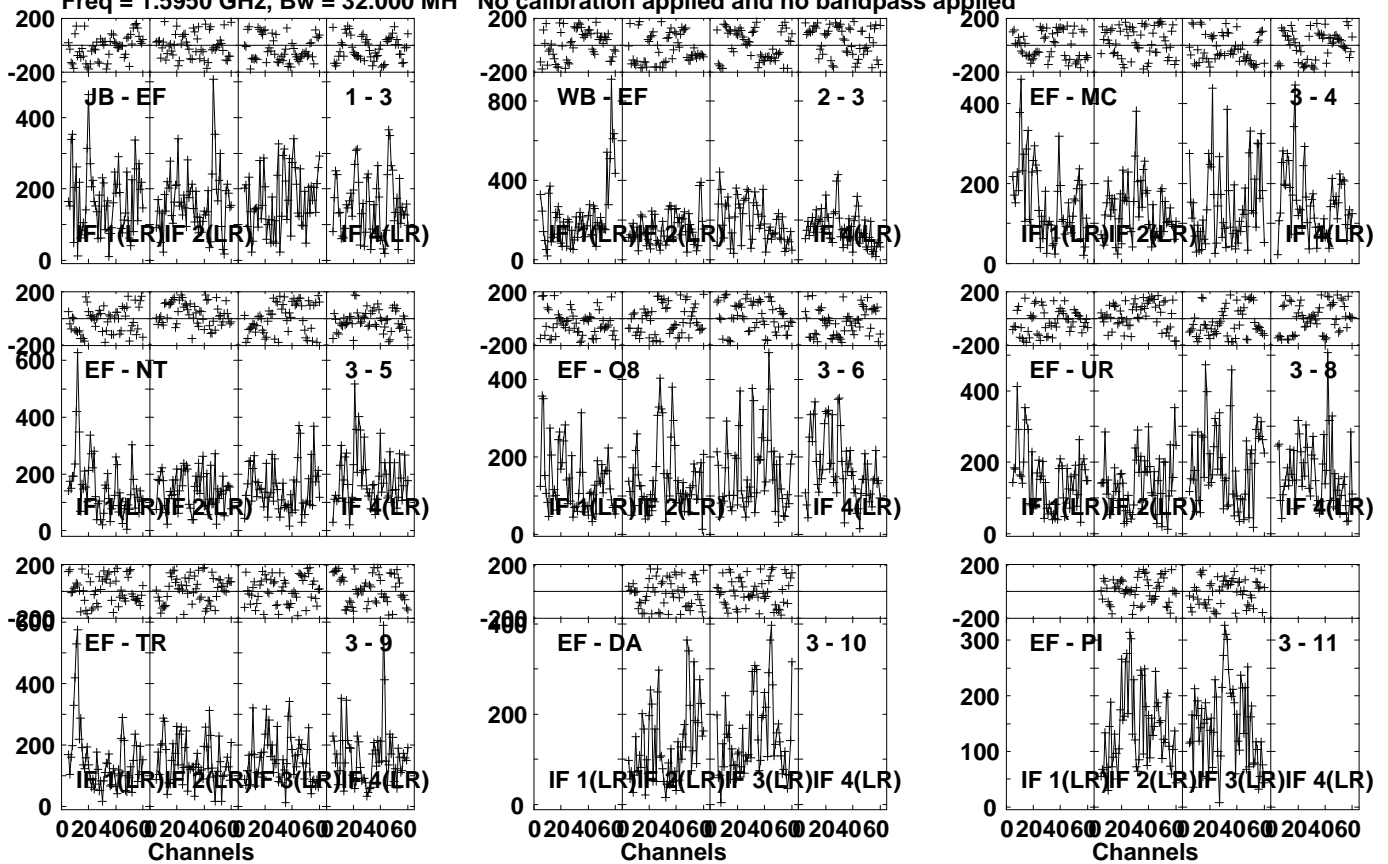 Freq = 1.5950 GHz, Bw = 32.000 MH No calibration applied and no bandpass applied
200 200 200
-200 -200 -200
JB - EF 1 - 3 WB - EF 2 - 3 EF - MC 3 - 4
400 800 400
200 400 200
IF 1(LR) IF 2(LR) IF 4(LR) IF 1(LR) IF 2(LR) IF 4(LR) IF 1(LR) IF 2(LR) IF 4(LR)
0 0 0
200 200 200
-200 -200 -200
600
EF - NT 3 - 5 EF - O8 3 - 6 EF - UR 3 - 8
400 400 400
200 200 200
IF 1(LR) IF 2(LR) IF 4(LR) IF 1(LR) IF 2(LR) IF 4(LR) IF 1(LR) IF 2(LR) IF 4(LR)
0 0 0
200 200 200
-200 -200 -200
600 400
EF - TR 3 - 9 EF - DA 3 - 10 EF - PI 3 - 11
300
400
200 200
200
100
IF 1(LR) IF 2(LR) IF 3(LR) IF 4(LR) IF 1(LR) IF 2(LR) IF 3(LR) IF 4(LR) IF 1(LR) IF 2(LR) IF 3(LR) IF 4(LR)
0 0 0
0 20 40 60 0 20 40 60 0 20 40 60 0 20 40 60 0 20 40 60 0 20 40 60 0 20 40 60 0 20 40 60 0 20 40 60 0 20 40 60 0 20 40 60 0 20 40 60
Channels Channels Channels